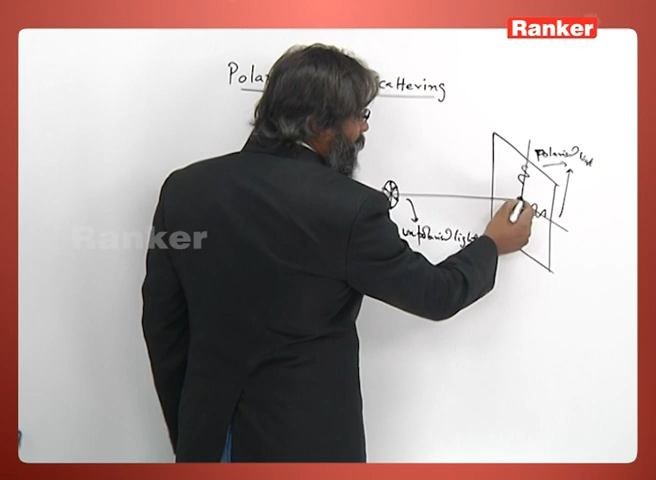 Ranker
Pola cattering
Polarised light
Ranker
unpolarised light